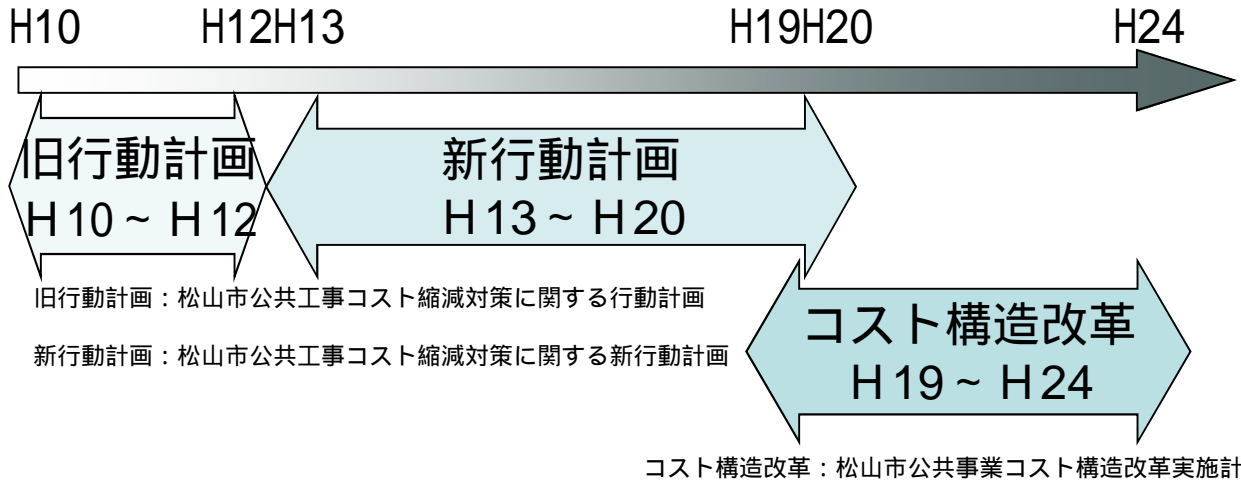 H10 H12H13 H19H20 H24
旧行動計画
H10～H12
新行動計画
H13～H20
旧行動計画：松山市公共工事コスト縮減対策に関する行動計画
新行動計画：松山市公共工事コスト縮減対策に関する新行動計画
コスト構造改革
H19～H24
コスト構造改革：松山市公共事業コスト構造改革実施計